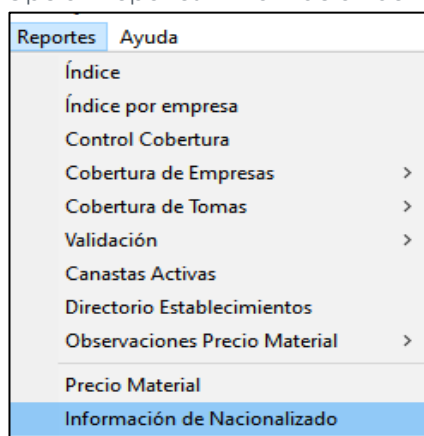 Reportes Ayuda
Índice
Índice por empresa
Control Cobertura
Cobertura de Empresas >
Cobertura de Tomas >
Validación >
Canastas Activas
Directorio Establecimientos
Observaciones Precio Material >
Precio Material
Información de Nacionalizado